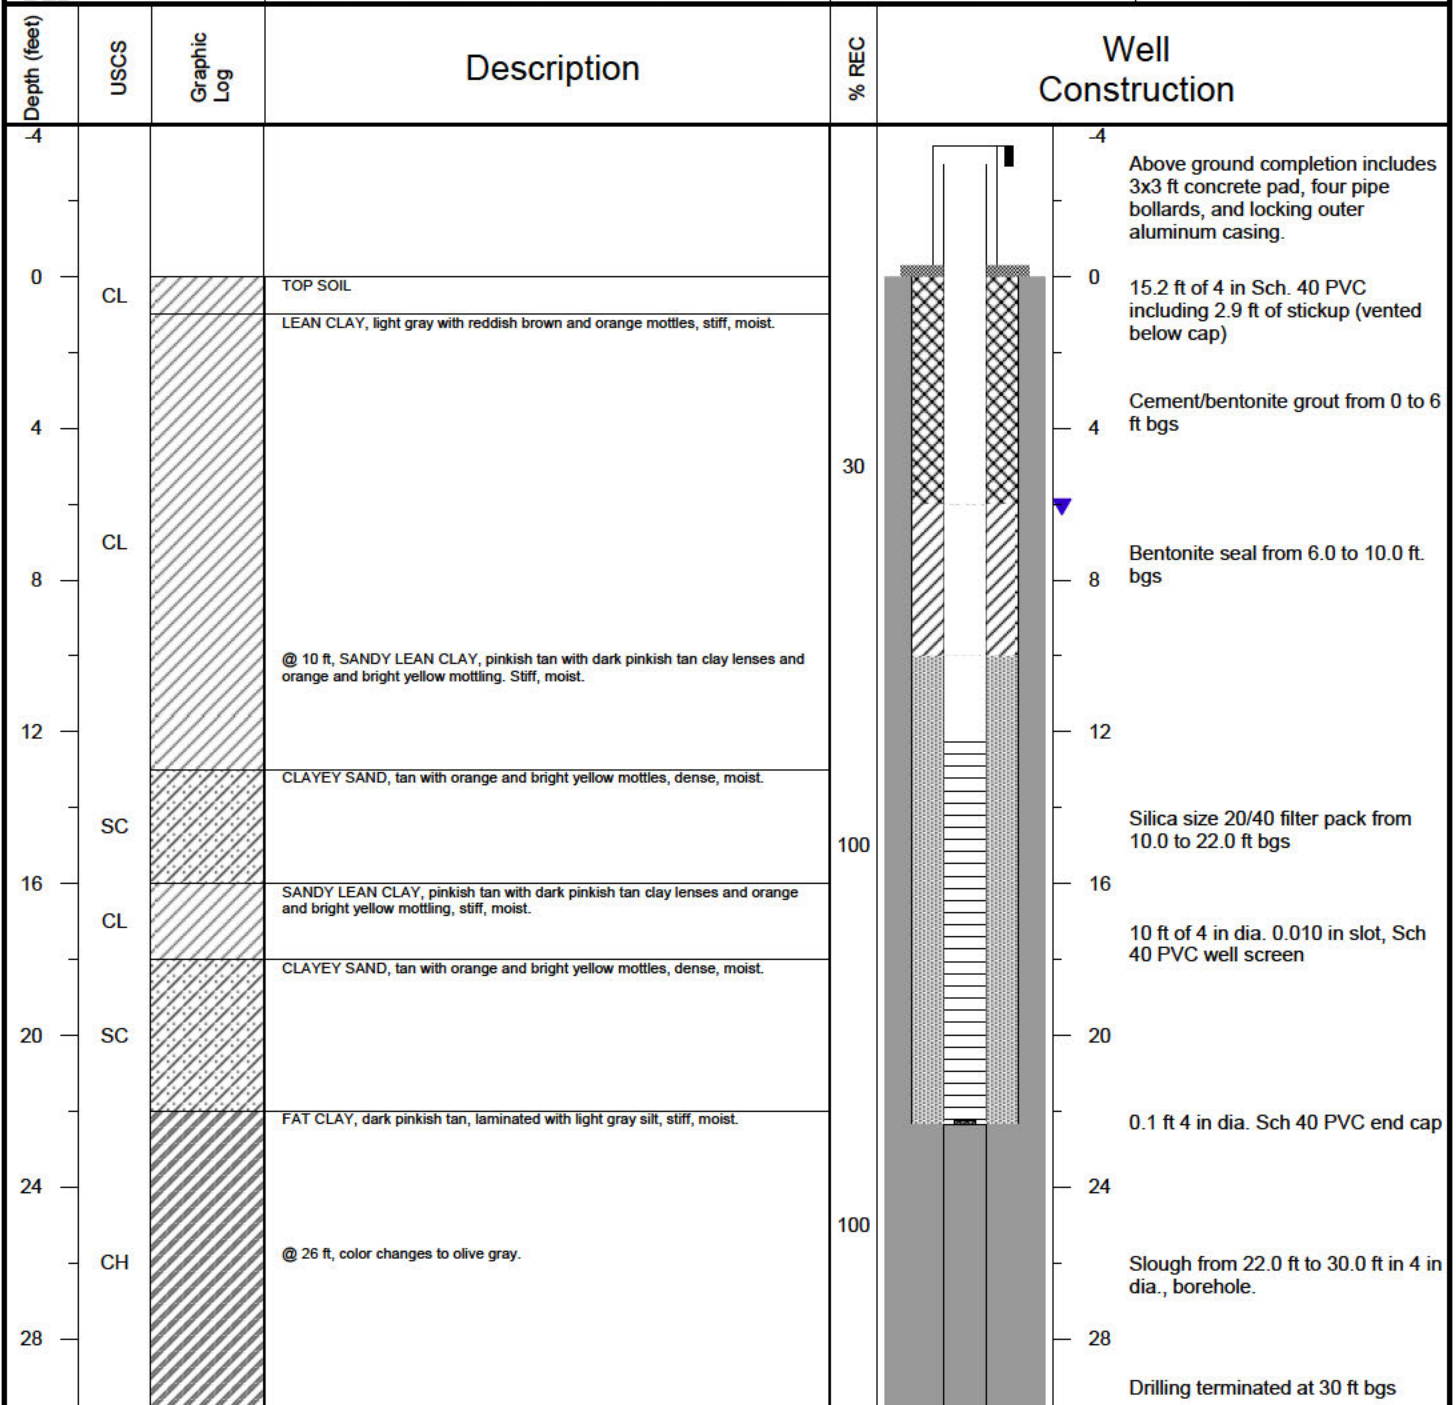 Depth (feet)
USCS
Graphic
Log
Description
% REC
Well
Construction
-4
-4
Above ground completion includes
3x3 ft concrete pad, four pipe
bollards, and locking outer
aluminum casing.
0
CL
TOP SOIL
0
15.2 ft of 4 in Sch. 40 PVC
including 2.9 ft of stickup (vented
below cap)
LEAN CLAY, light gray with reddish brown and orange mottles, stiff, moist.
Cement/bentonite grout from 0 to 6
ft bgs
4
4
30
CL
Bentonite seal from 6.0 to 10.0 ft.
bgs
8
8
@ 10 ft, SANDY LEAN CLAY, pinkish tan with dark pinkish tan clay lenses and
orange and bright yellow mottling. Stiff, moist.
12
12
CLAYEY SAND, tan with orange and bright yellow mottles, dense, moist.
SC
Silica size 20/40 filter pack from
10.0 to 22.0 ft bgs
100
16
16
SANDY LEAN CLAY, pinkish tan with dark pinkish tan clay lenses and orange
and bright yellow mottling, stiff, moist.
CL
10 ft of 4 in dia. 0.010 in slot, Sch
40 PVC well screen
CLAYEY SAND, tan with orange and bright yellow mottles, dense, moist.
20
SC
20
FAT CLAY, dark pinkish tan, laminated with light gray silt, stiff, moist.
0.1 ft 4 in dia. Sch 40 PVC end cap
24
24
100
@ 26 ft, color changes to olive gray.
CH
Slough from 22.0 ft to 30.0 ft in 4 in
dia., borehole.
28
28
Drilling terminated at 30 ft bgs